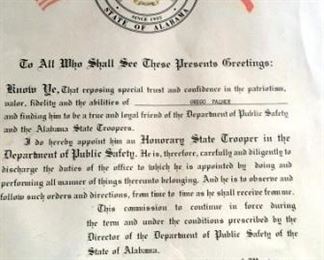 SINCE 1935
STATE OF ALABAMA
To All Who Shall See These Presents Greetings:
Know Ye, That reposing special trust and confidence in the patriotism,
valor, fidelity and the abilities of GREGG PALMER
and finding him to be a true and loyal friend of the Department of Public Safety
and the Alabama State Troopers.
I do hereby appoint him an Honorary State Trooper in the
Department of Public Safety. He is, therefore, carefully and diligently to
discharge the duties of the office to which he is appointed by doing and
performing all manner of things thereunto belonging. And he is to observe and
follow such orders and directions, from time to time as he shall receive from me.
This commission to continue in force during
the term and under the conditions prescribed by the
Director of the Department of Public Safety of the
State of Alabama.